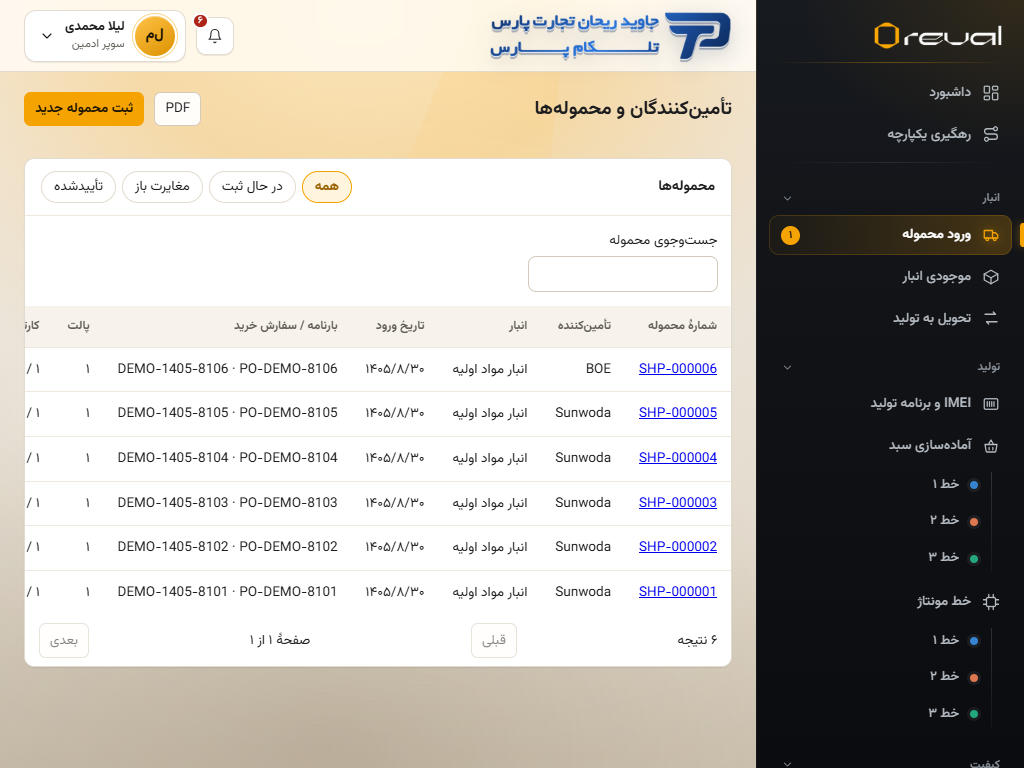 reval
داشبورد
رهگیری یکپارچه
انبار
ورود محموله ۱
موجودی انبار
تحویل به تولید
تولید
IMEI و برنامه تولید
آماده‌سازی سبد
خط ۱
خط ۲
خط ۳
خط مونتاژ
خط ۱
خط ۲
خط ۳
کیفیت
جاوید ریحان تجارت پارس
تلـکام پـارس
۶
لیلا محمدی
سوپر ادمین
ل‌م
تأمین‌کنندگان و محموله‌ها
PDF
ثبت محموله جدید
محموله‌ها
همه
در حال ثبت
مغایرت باز
تأییدشده
جست‌وجوی محموله
شمارهٔ محموله تأمین‌کننده انبار تاریخ ورود بارنامه / سفارش خرید پالت
SHP-000006 BOE انبار مواد اولیه ۱۴۰۵/۸/۳۰ DEMO-1405-8106 · PO-DEMO-8106 ۱ ۱ /
SHP-000005 Sunwoda انبار مواد اولیه ۱۴۰۵/۸/۳۰ DEMO-1405-8105 · PO-DEMO-8105 ۱ ۱ /
SHP-000004 Sunwoda انبار مواد اولیه ۱۴۰۵/۸/۳۰ DEMO-1405-8104 · PO-DEMO-8104 ۱ ۱ /
SHP-000003 Sunwoda انبار مواد اولیه ۱۴۰۵/۸/۳۰ DEMO-1405-8103 · PO-DEMO-8103 ۱ ۱ /
SHP-000002 Sunwoda انبار مواد اولیه ۱۴۰۵/۸/۳۰ DEMO-1405-8102 · PO-DEMO-8102 ۱ ۱ /
SHP-000001 Sunwoda انبار مواد اولیه ۱۴۰۵/۸/۳۰ DEMO-1405-8101 · PO-DEMO-8101 ۱ ۱ /
۶ نتیجه
قبلی
صفحهٔ ۱ از ۱
بعدی